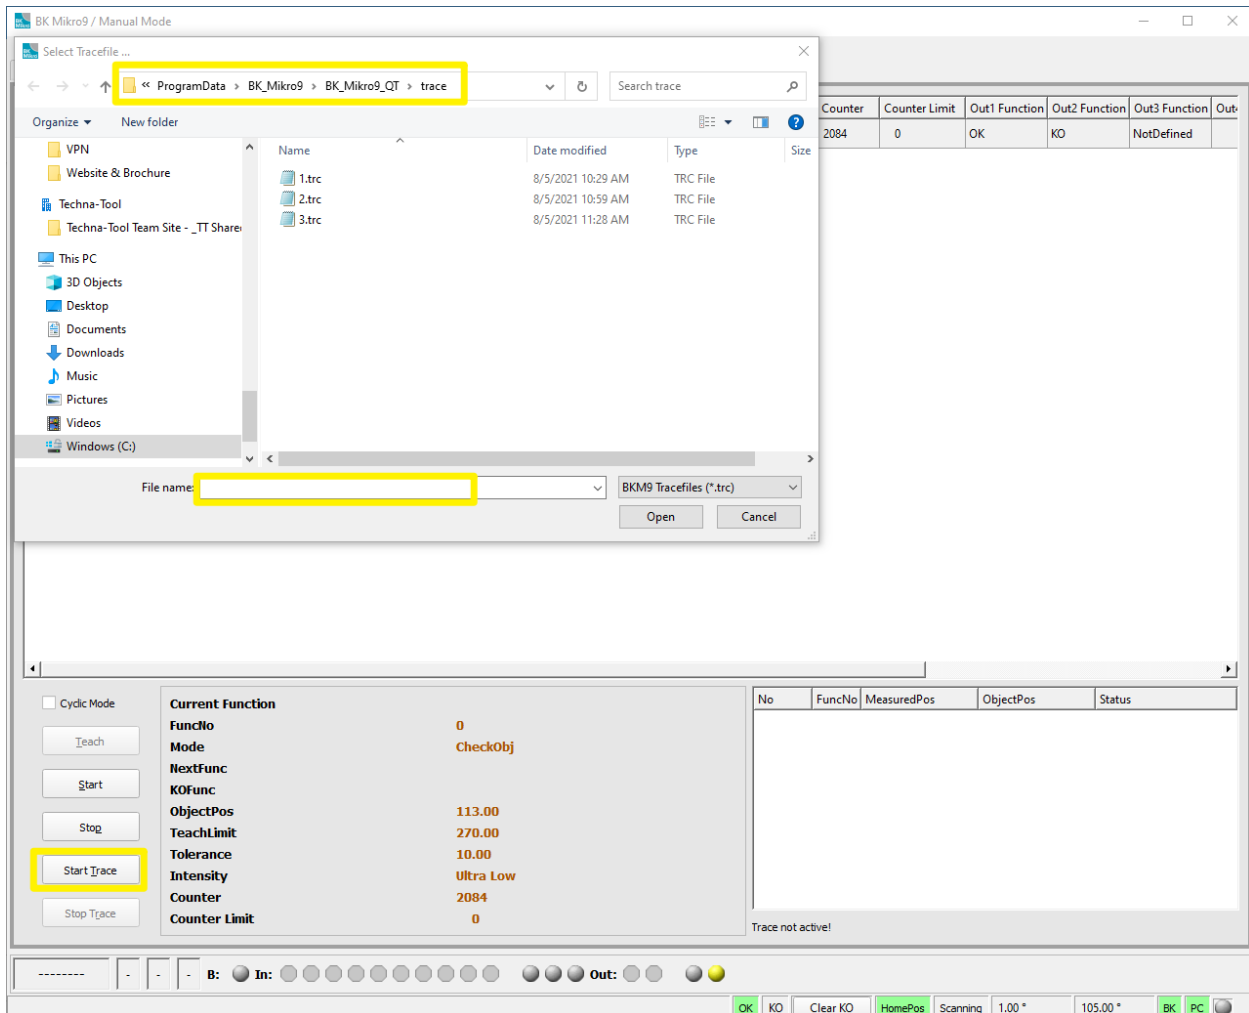 BK Mikro9 / Manual Mode
Select Tracefile ...
« ProgramData > BK_Mikro9 > BK_Mikro9_QT > trace
Search trace
Organize
New folder
VPN
Website & Brochure
Techna-Tool
Techna-Tool Team Site - _TT Share
This PC
3D Objects
Desktop
Documents
Downloads
Music
Pictures
Videos
Windows (C:)
Name Date modified Type Size
1.trc 8/5/2021 10:29 AM TRC File
2.trc 8/5/2021 10:59 AM TRC File
3.trc 8/5/2021 11:28 AM TRC File
File name:
BKM9 Tracefiles (*.trc)
Open Cancel
Counter Counter Limit Out1 Function Out2 Function Out3 Function
2084 0 OK KO NotDefined
Cyclic Mode
Teach
Start
Stop
Start Trace
Stop Trace
Current Function
FuncNo 0
Mode CheckObj
NextFunc
KOFunc
ObjectPos 113.00
TeachLimit 270.00
Tolerance 10.00
Intensity Ultra Low
Counter 2084
Counter Limit 0
No FuncNo MeasuredPos ObjectPos Status
Trace not active!
-------- - - - B: In: Out:
OK KO Clear KO HomePos Scanning 1.00 ° 105.00 ° BK PC